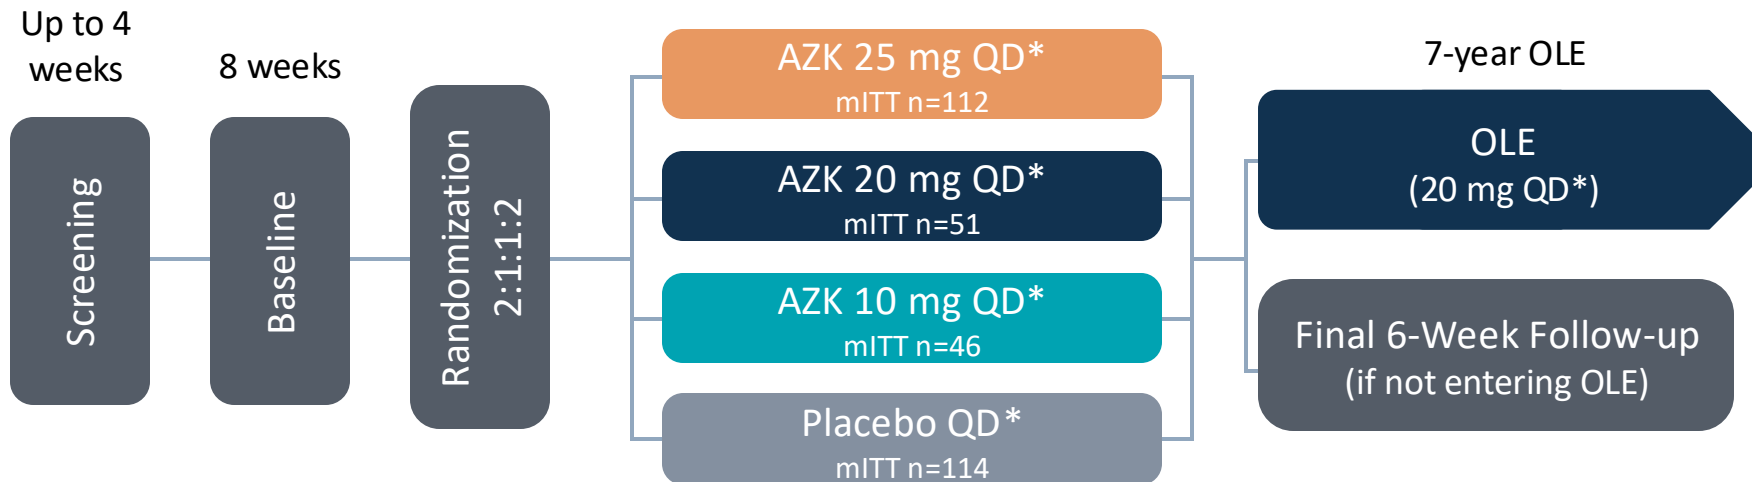 Up to 4
weeks
Screening
8 weeks
Baseline
Randomization
2:1:1:2
AZK 25 mg QD*
mITT n=112
AZK 20 mg QD*
mITT n=51
AZK 10 mg QD*
mITT n=46
Placebo QD*
mITT n=114
7-year OLE
OLE
(20 mg QD*)
Final 6-Week Follow-up
(if not entering OLE)